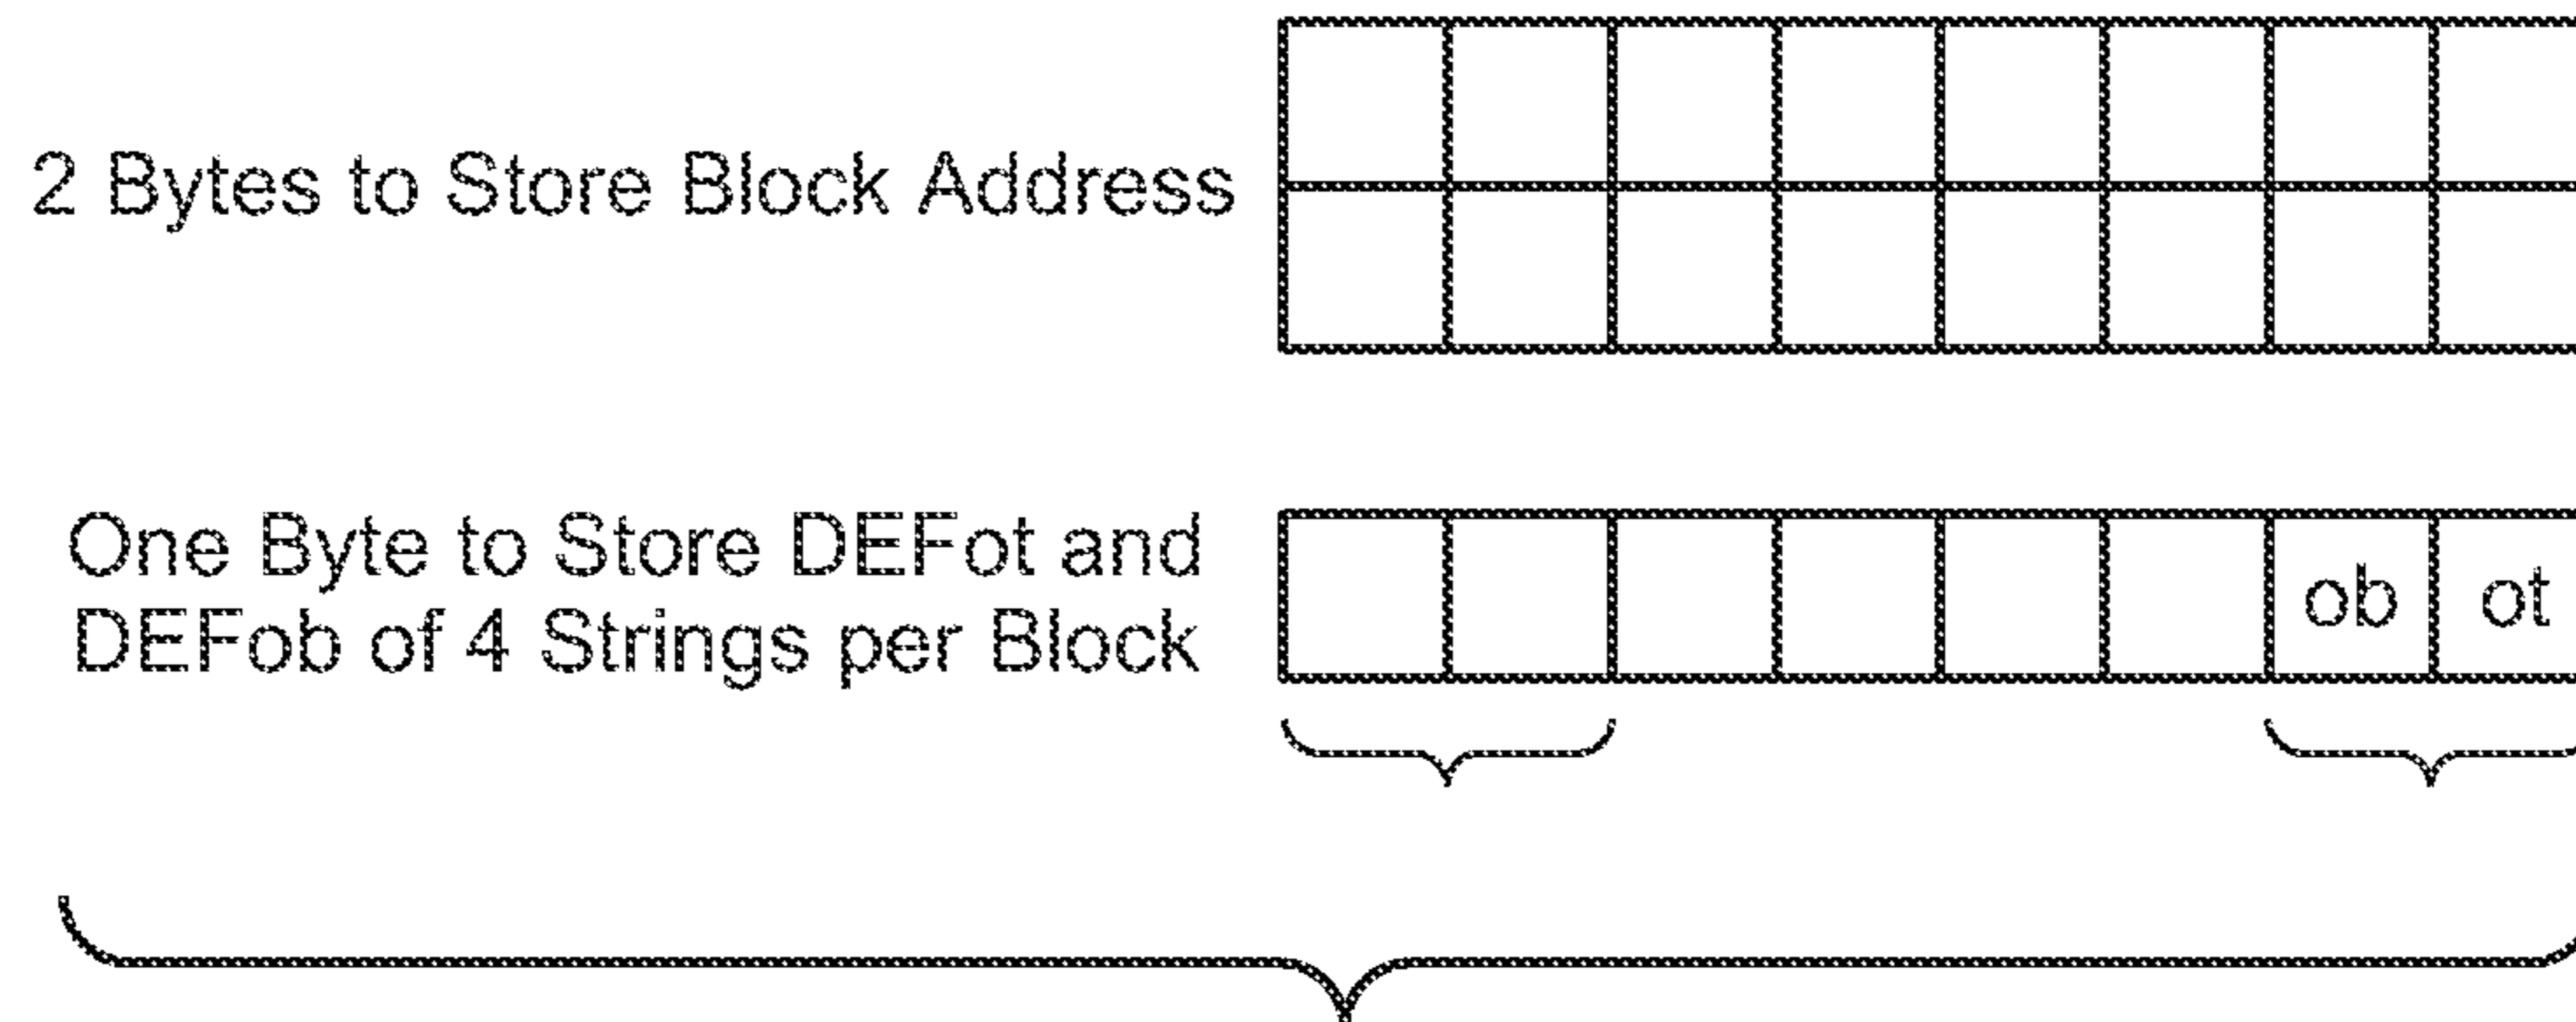 2 Bytes to Store Block Address
One Byte to Store DEFot and
DEFob of 4 Strings per Block
ob ot